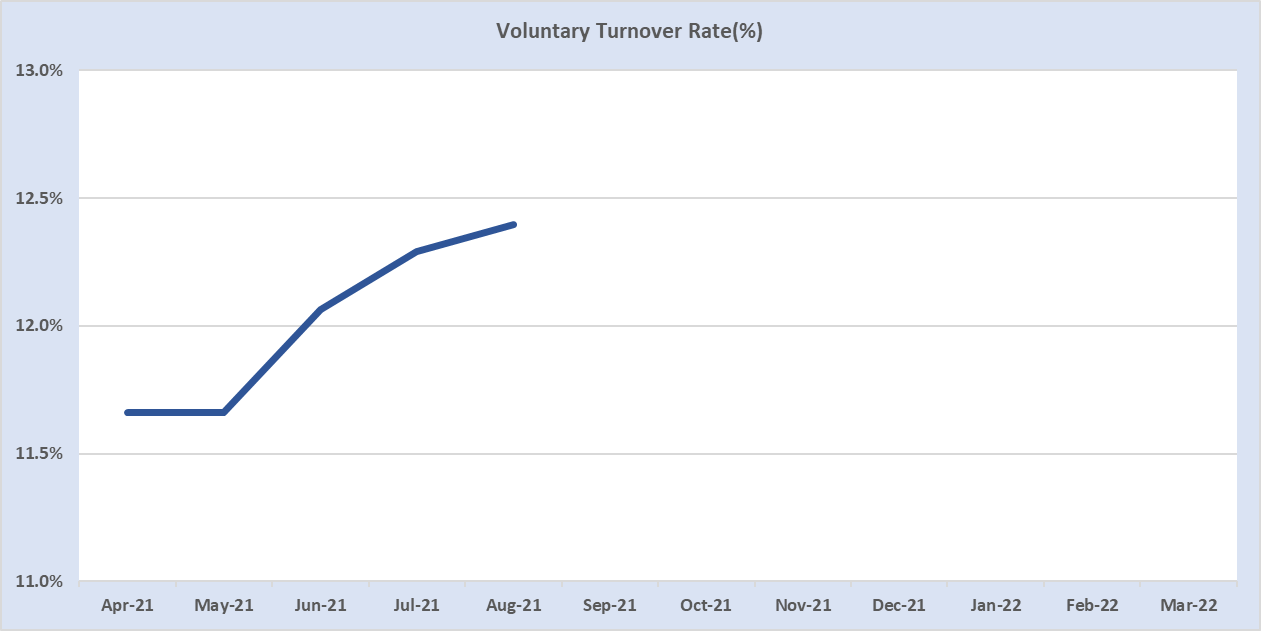 Voluntary Turnover Rate(%)
13.0%
12.5%
12.0%
11.5%
11.0%
Apr-21 May-21 Jun-21 Jul-21 Aug-21 Sep-21 Oct-21 Nov-21 Dec-21 Jan-22 Feb-22 Mar-22